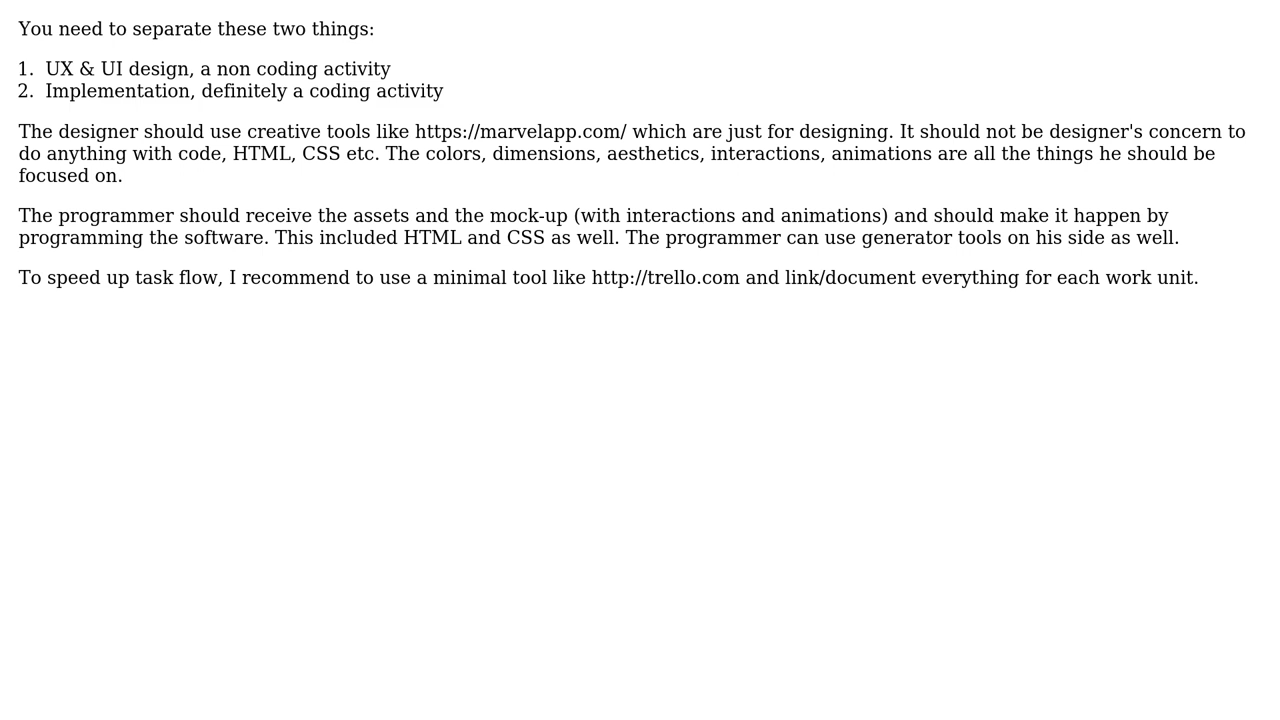 You need to separate these two things:
1. UX & UI design, a non coding activity
2. Implementation, definitely a coding activity
The designer should use creative tools like https://marvelapp.com/ which are just for designing. It should not be designer's concern to
do anything with code, HTML, CSS etc. The colors, dimensions, aesthetics, interactions, animations are all the things he should be
focused on.
The programmer should receive the assets and the mock-up (with interactions and animations) and should make it happen by
programming the software. This included HTML and CSS as well. The programmer can use generator tools on his side as well.
To speed up task flow, I recommend to use a minimal tool like http://trello.com and link/document everything for each work unit.